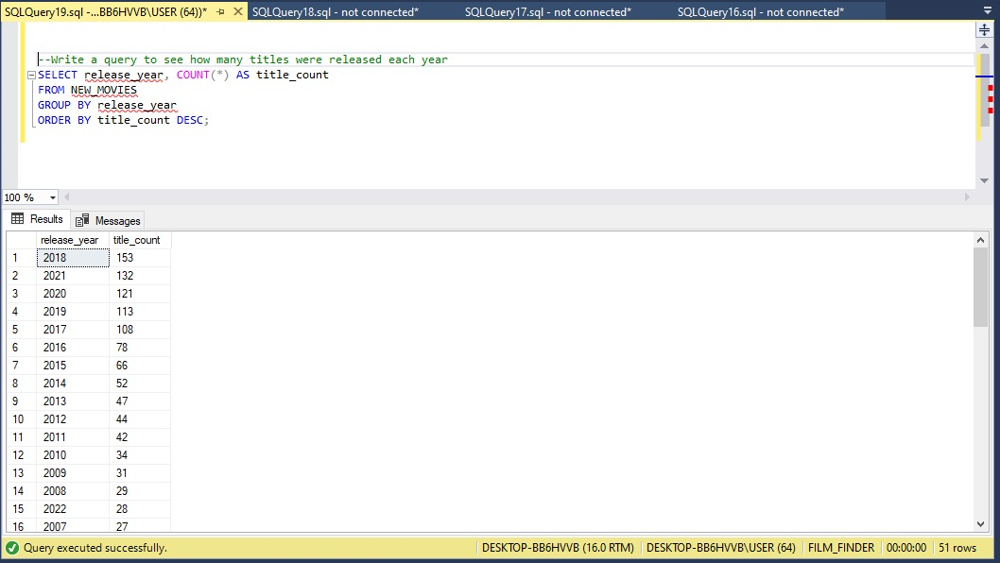 SQLQuery19.sql -...BB6HVVB\USER (64))* SQLQuery18.sql - not connected* SQLQuery17.sql - not connected* SQLQuery16.sql - not connected*
--Write a query to see how many titles were released each year
SELECT release_year, COUNT(*) AS title_count
FROM NEW_MOVIES
GROUP BY release_year
ORDER BY title_count DESC;
100 %
Results Messages
release_year title_count
1 2018 153
2 2021 132
3 2020 121
4 2019 113
5 2017 108
6 2016 78
7 2015 66
8 2014 52
9 2013 47
10 2012 44
11 2011 42
12 2010 34
13 2009 31
14 2008 29
15 2022 28
16 2007 27
Query executed successfully. DESKTOP-BB6HVVB (16.0 RTM) DESKTOP-BB6HVVB\USER (64) FILM_FINDER 00:00:00 51 rows